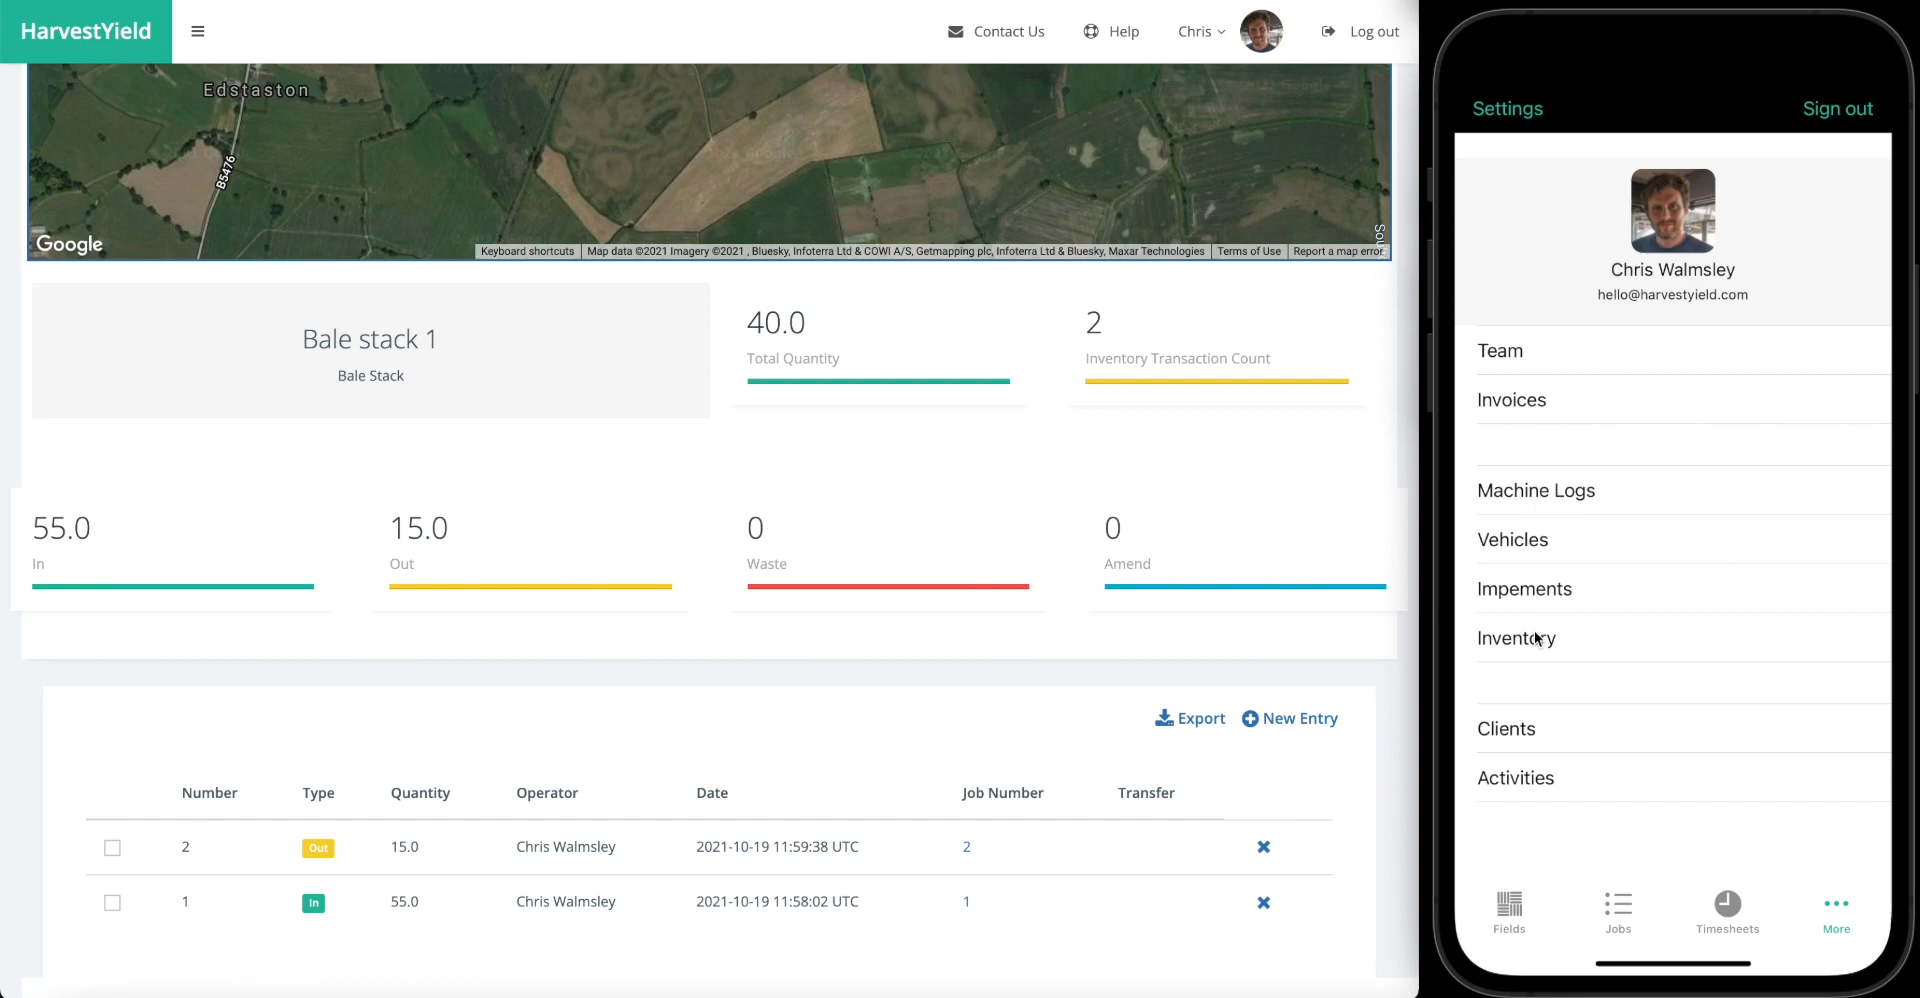 HarvestYield
Contact Us
Help
Chris
Log out
Edstaston
B5476
Google
Keyboard shortcuts
Map data ©2021 Imagery ©2021 , Bluesky, Infoterra Ltd & COWI A/S, Getmapping plc, Infoterra Ltd & Bluesky, Maxar Technologies
Terms of Use
Report a map error
Bale stack 1
Bale Stack
40.0
Total Quantity
2
Inventory Transaction Count
55.0
In
15.0
Out
0
Waste
0
Amend
Export
New Entry
Number Type Quantity Operator Date Job Number Transfer
2 Out 15.0 Chris Walmsley 2021-10-19 11:59:38 UTC 2
1 In 55.0 Chris Walmsley 2021-10-19 11:58:02 UTC 1
Settings
Sign out
Chris Walmsley
hello@harvestyield.com
Team
Invoices
Machine Logs
Vehicles
Impements
Inventory
Clients
Activities
Fields
Jobs
Timesheets
More